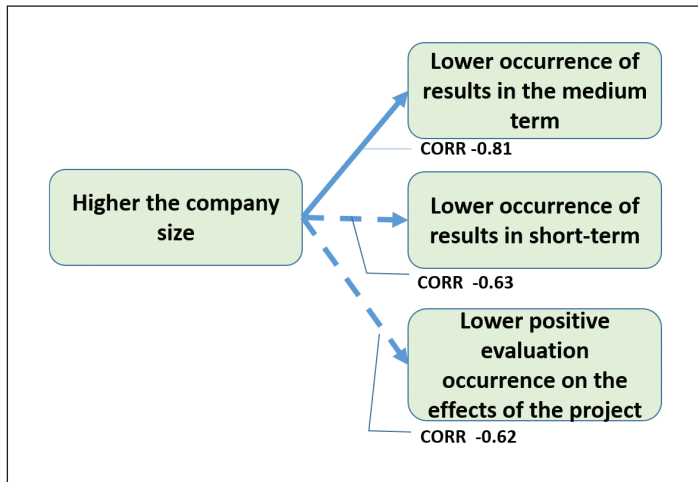 Higher the company
size
Lower occurrence of
results in the medium
term
CORR -0.81
Lower occurrence of
results in short-term
CORR -0.63
Lower positive
evaluation
occurrence on the
effects of the project
CORR -0.62